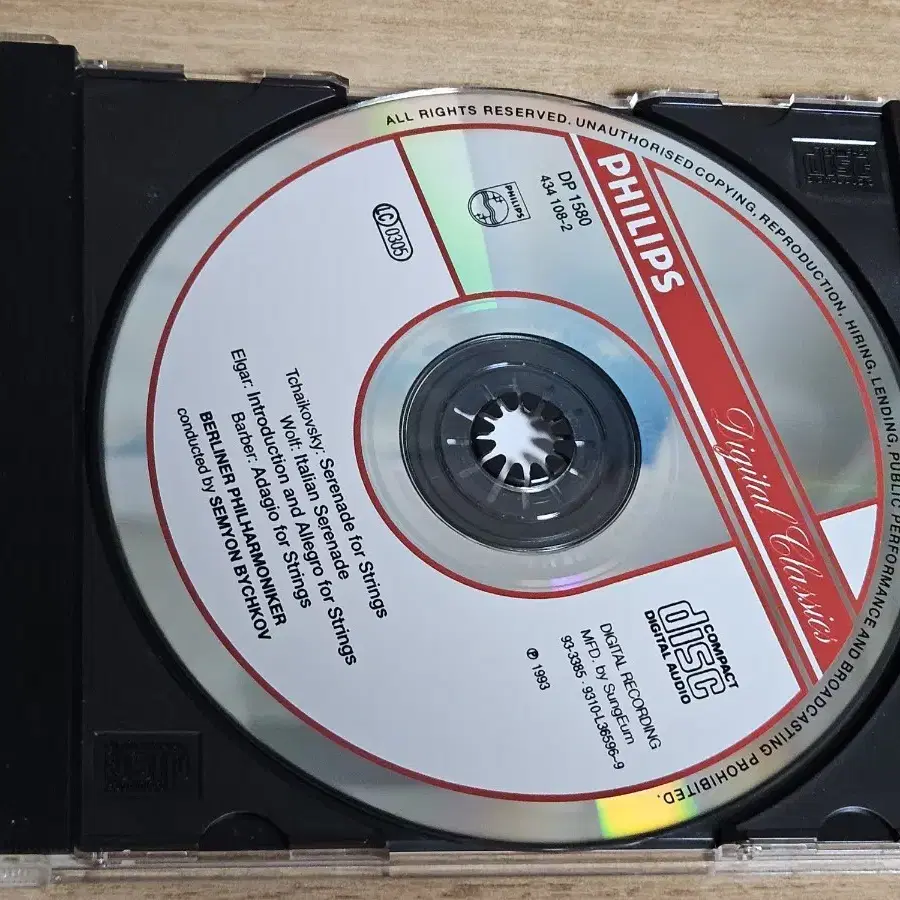 ALL RIGHTS RESERVED. UNAUTHORISED COPYING, REPRODUCTION, HIRING, LENDING, PUBLIC PERFORMANCE AND BROADCASTING PROHIBITED.
PHILIPS
Digital Classics
DP 1580
434 108-2
PHILIPS
LC 0305
COMPACT
disc
DIGITAL AUDIO
DIGITAL RECORDING
MFD. by SungEum
93-3385 . 9310-L36596-9
℗ 1993
Tchaikovsky: Serenade for Strings
Wolf: Italian Serenade
Elgar: Introduction and Allegro for Strings
Barber: Adagio for Strings
BERLINER PHILHARMONIKER
conducted by SEMYON BYCHKOV
disc